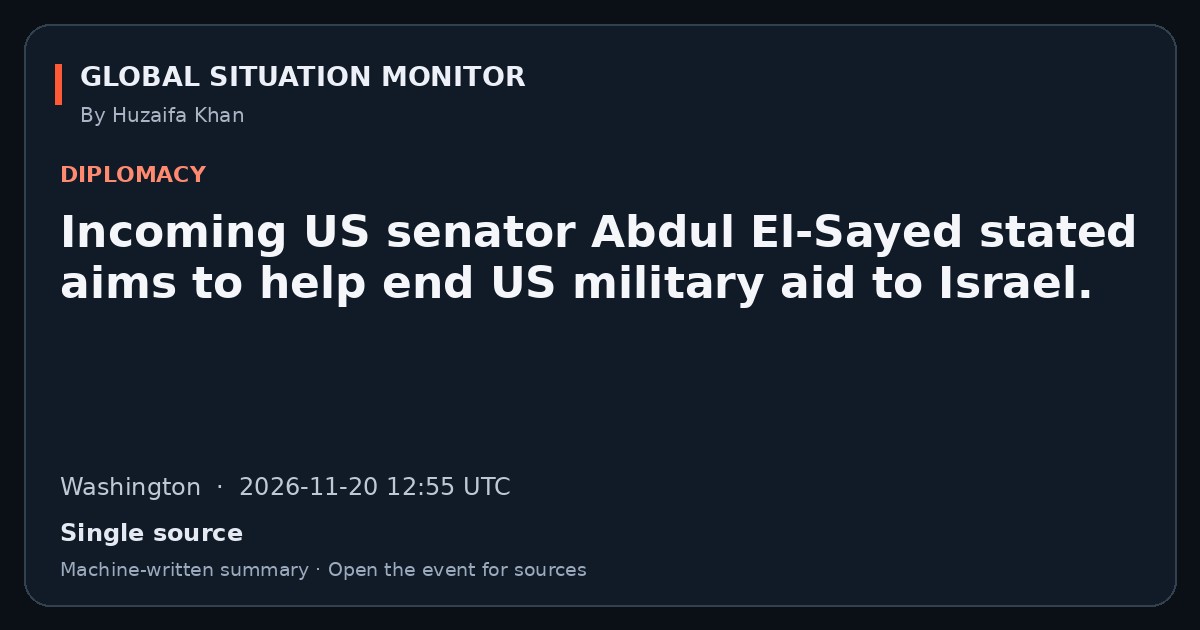 GLOBAL SITUATION MONITOR
By Huzaifa Khan
DIPLOMACY
Incoming US senator Abdul El-Sayed stated
aims to help end US military aid to Israel.
Washington · 2026-11-20 12:55 UTC
Single source
Machine-written summary · Open the event for sources